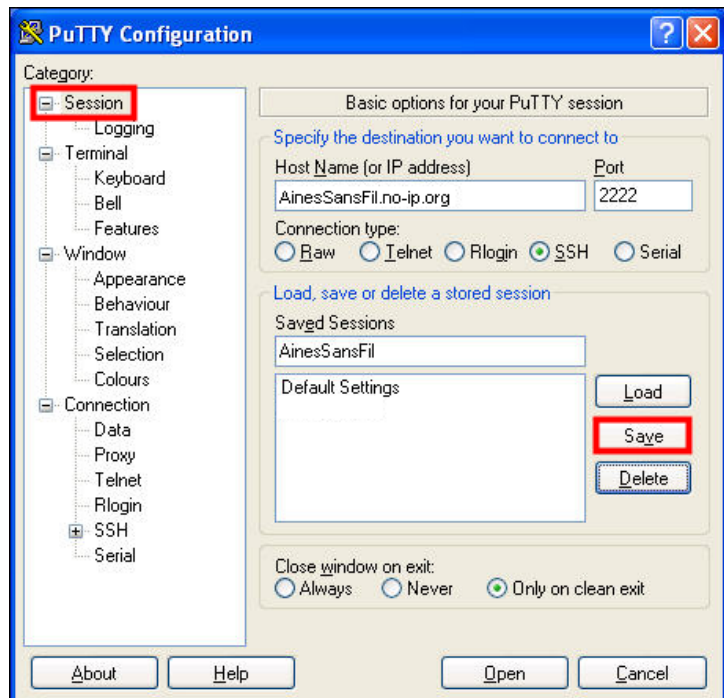 PuTTY Configuration
Category:
Session
Logging
Terminal
Keyboard
Bell
Features
Window
Appearance
Behaviour
Translation
Selection
Colours
Connection
Data
Proxy
Telnet
Rlogin
SSH
Serial
Basic options for your PuTTY session
Specify the destination you want to connect to
Host Name (or IP address) Port
AinesSansFil.no-ip.org 2222
Connection type:
Raw Telnet Rlogin SSH Serial
Load, save or delete a stored session
Saved Sessions
AinesSansFil
Default Settings
Load
Save
Delete
Close window on exit:
Always Never Only on clean exit
About Help Open Cancel